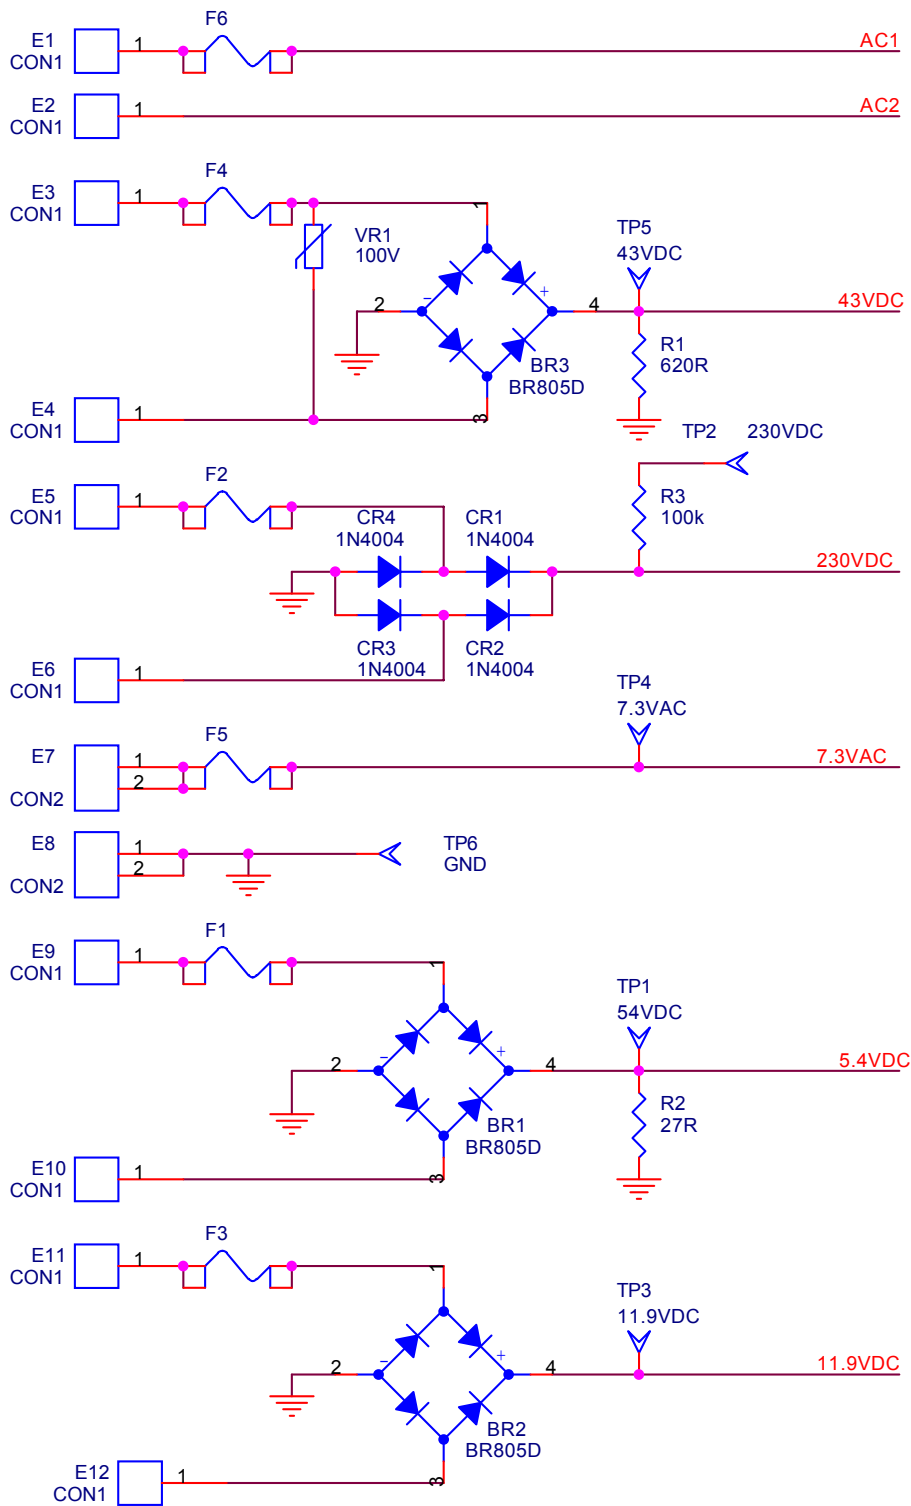 F6
E1
CON1
1
AC1
E2
CON1
1
AC2
F4
E3
CON1
1
1
VR1
100V
TP5
43VDC
2
-
+
4
43VDC
R1
620R
BR3
BR805D
E4
CON1
1
3
TP2 230VDC
F2
E5
CON1
1
R3
100k
CR4
1N4004
CR1
1N4004
230VDC
CR3
1N4004
CR2
1N4004
E6
CON1
1
TP4
7.3VAC
F5
E7
1
2
CON2
7.3VAC
E8
1
2
CON2
TP6
GND
F1
E9
CON1
1
1
TP1
54VDC
2
-
+
4
5.4VDC
R2
27R
BR1
BR805D
E10
CON1
1
3
F3
E11
CON1
1
1
TP3
11.9VDC
2
-
+
4
11.9VDC
BR2
BR805D
E12
CON1
1
3